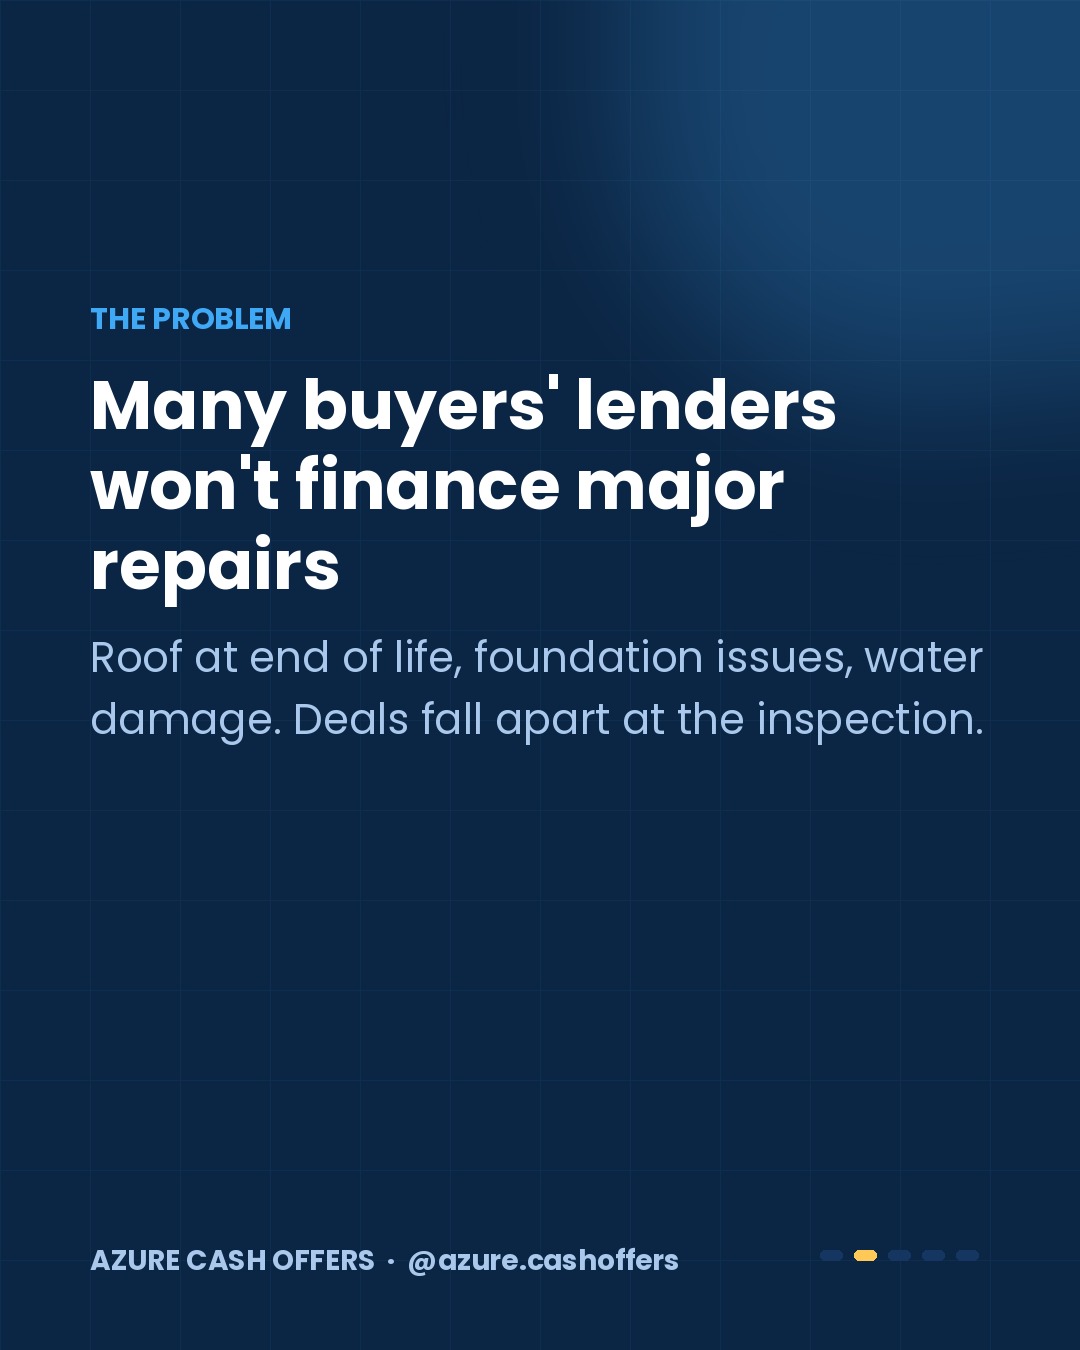 THE PROBLEM
Many buyers' lenders
won't finance major
repairs
Roof at end of life, foundation issues, water
damage. Deals fall apart at the inspection.
AZURE CASH OFFERS · @azure.cashoffers